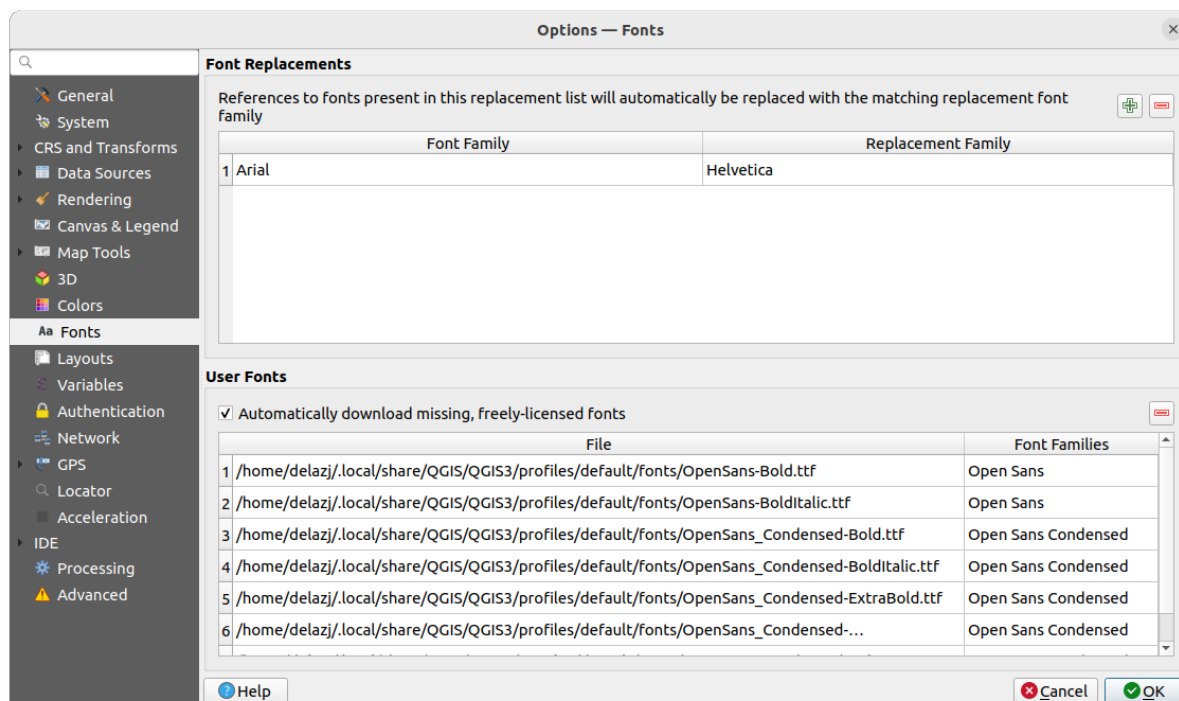 Options — Fonts
General
System
CRS and Transforms
Data Sources
Rendering
Canvas & Legend
Map Tools
3D
Colors
Aa Fonts
Layouts
Variables
Authentication
Network
GPS
Locator
Acceleration
IDE
Processing
Advanced
Font Replacements
References to fonts present in this replacement list will automatically be replaced with the matching replacement font
family
Font Family Replacement Family
1 Arial Helvetica
User Fonts
Automatically download missing, freely-licensed fonts
File Font Families
1 /home/delazj/.local/share/QGIS/QGIS3/profiles/default/fonts/OpenSans-Bold.ttf Open Sans
2 /home/delazj/.local/share/QGIS/QGIS3/profiles/default/fonts/OpenSans-BoldItalic.ttf Open Sans
3 /home/delazj/.local/share/QGIS/QGIS3/profiles/default/fonts/OpenSans_Condensed-Bold.ttf Open Sans Condensed
4 /home/delazj/.local/share/QGIS/QGIS3/profiles/default/fonts/OpenSans_Condensed-BoldItalic.ttf Open Sans Condensed
5 /home/delazj/.local/share/QGIS/QGIS3/profiles/default/fonts/OpenSans_Condensed-ExtraBold.ttf Open Sans Condensed
6 /home/delazj/.local/share/QGIS/QGIS3/profiles/default/fonts/OpenSans_Condensed-... Open Sans Condensed
Help Cancel OK